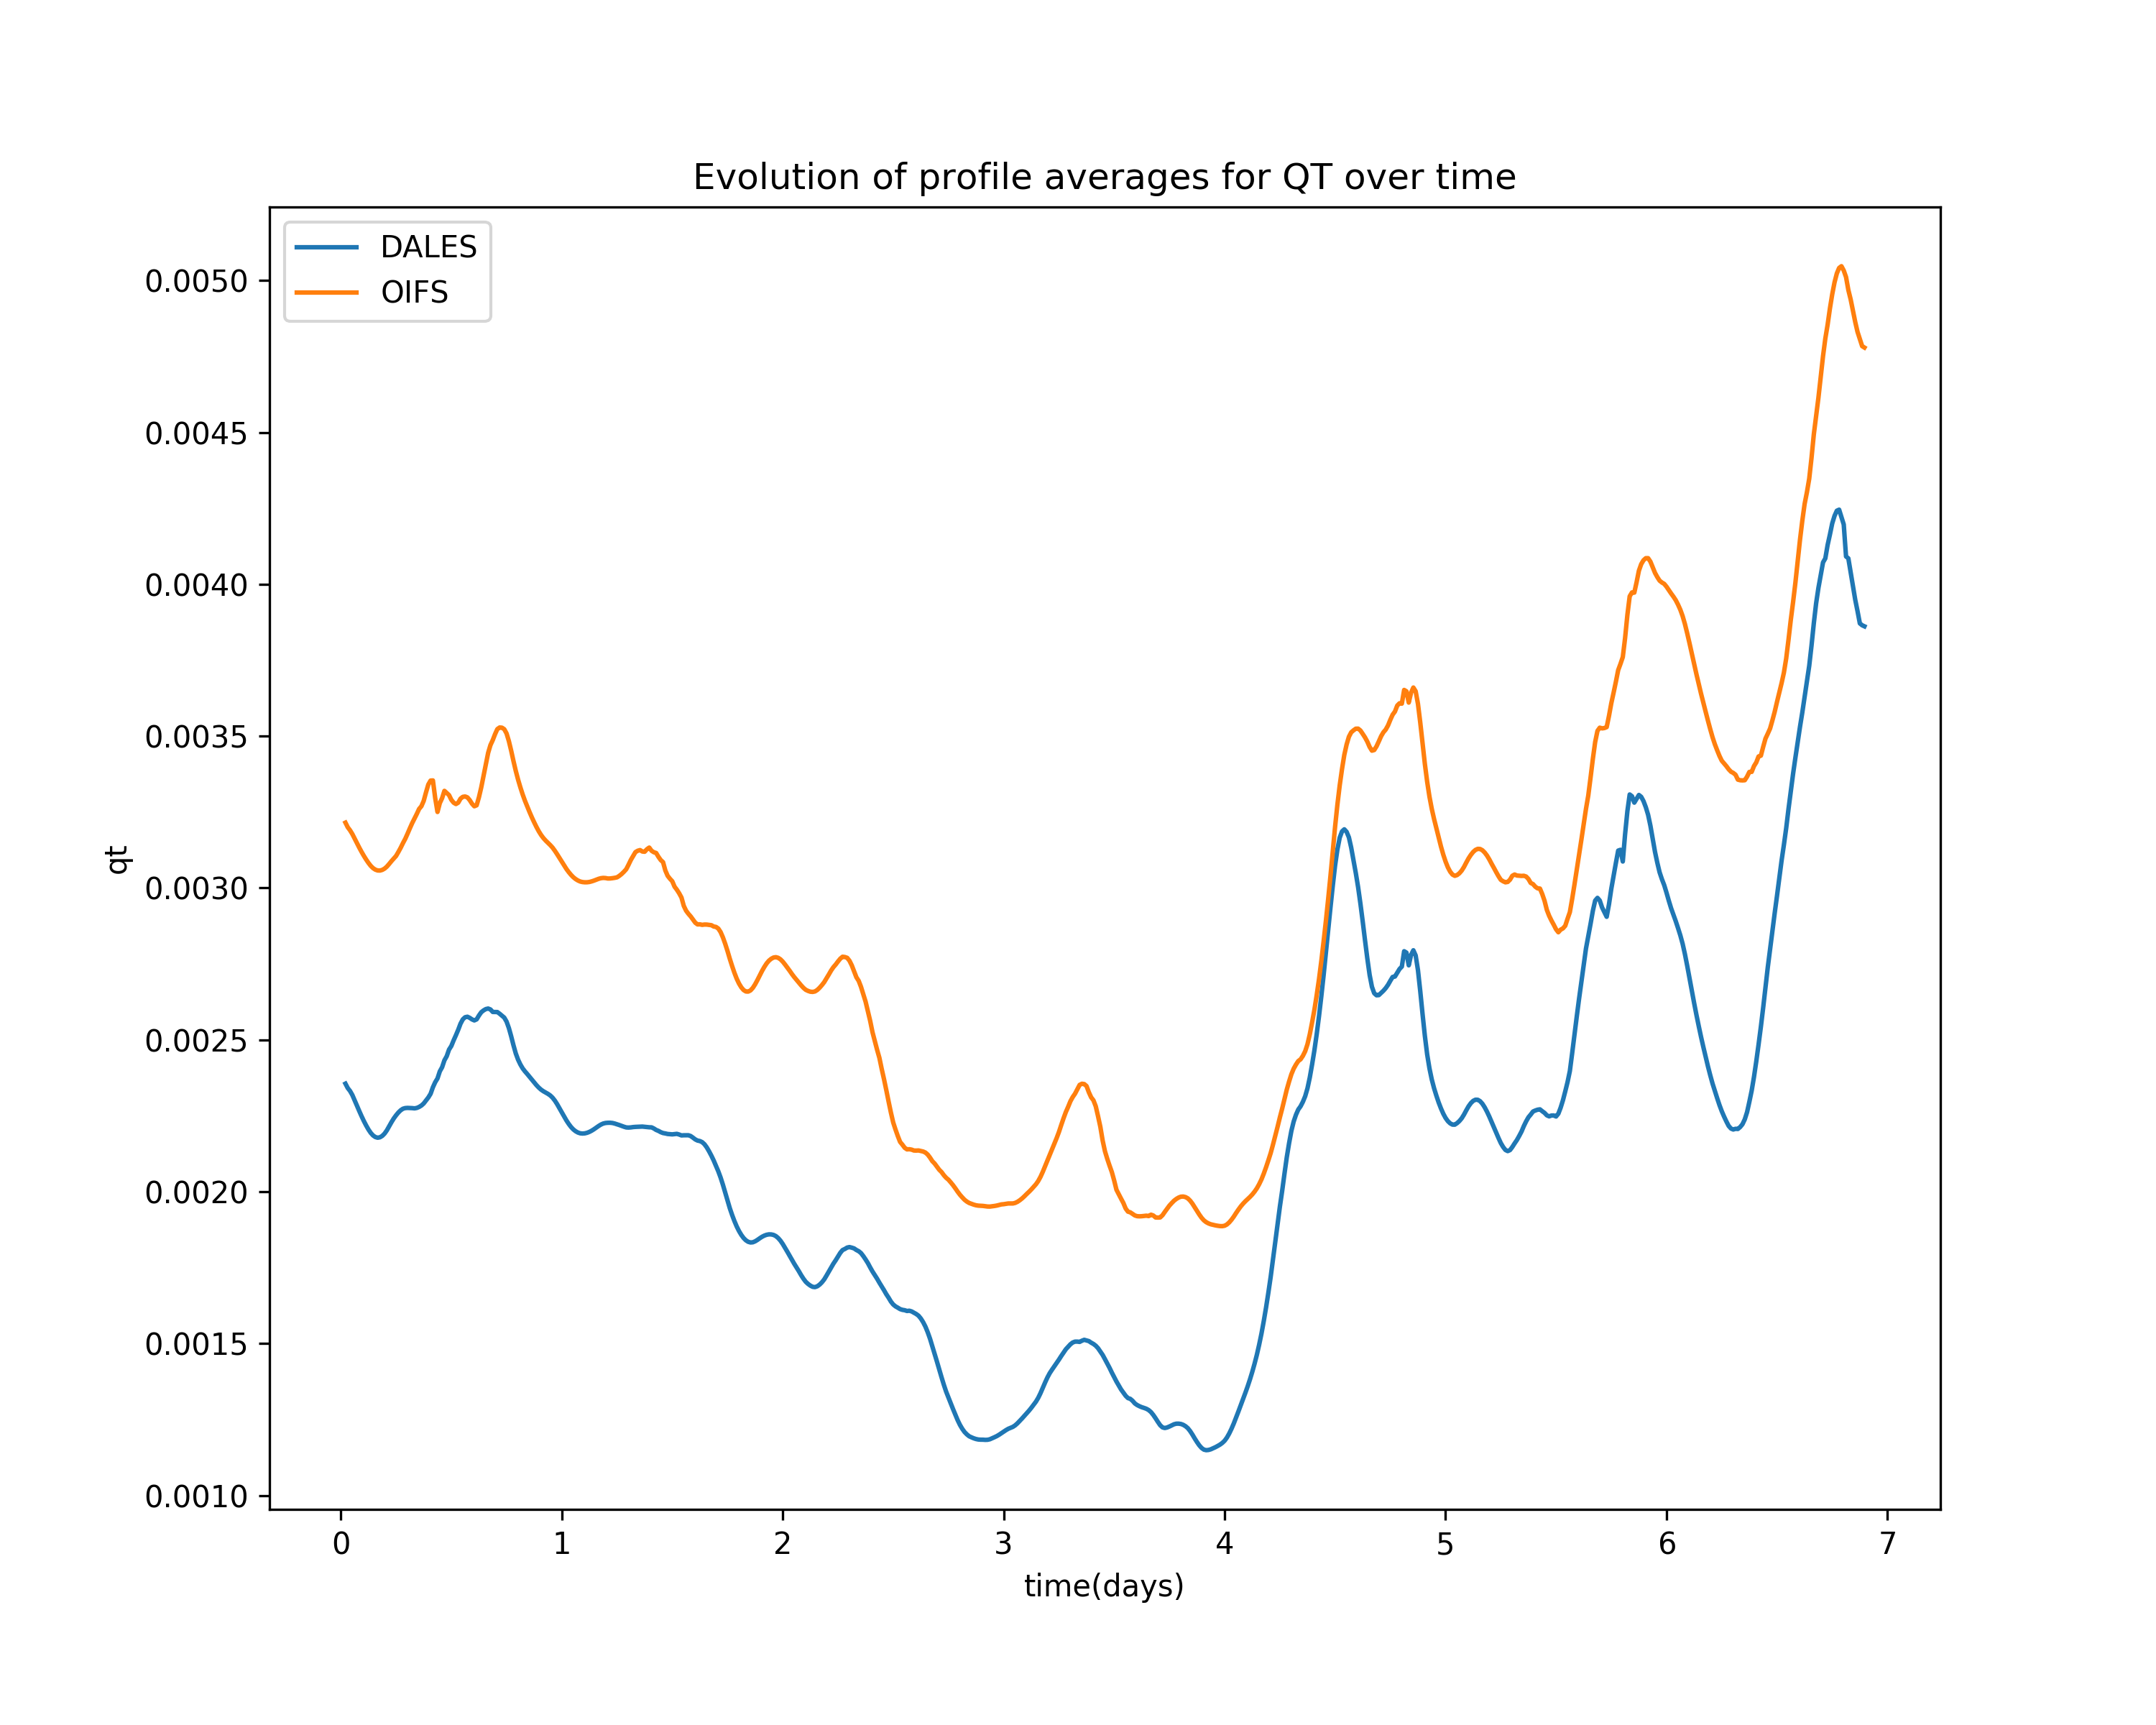 Evolution of profile averages for QT over time
DALES
OIFS
qt
0.0050
0.0045
0.0040
0.0035
0.0030
0.0025
0.0020
0.0015
0.0010
0 1 2 3 4 5 6 7
time(days)